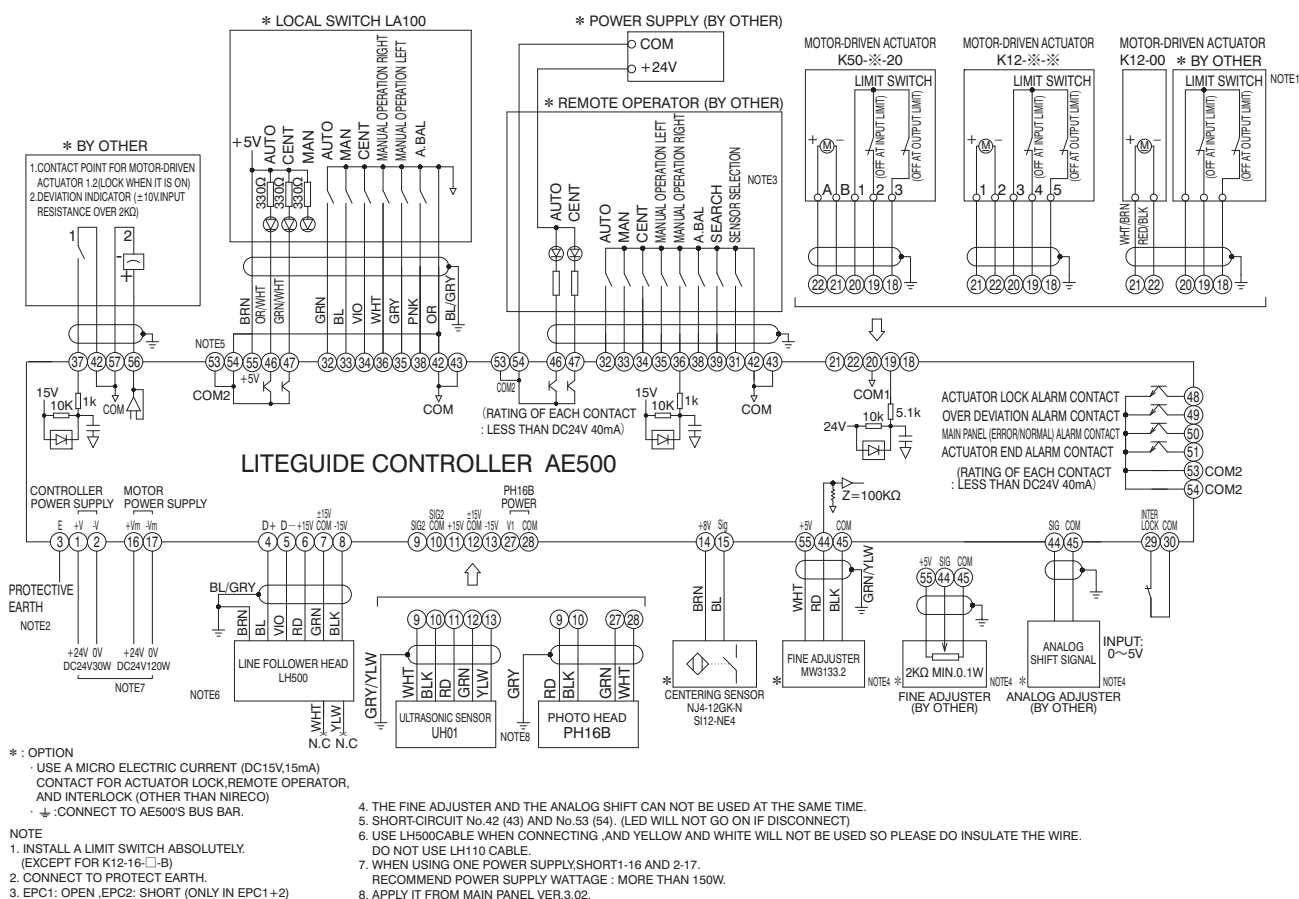 * LOCAL SWITCH LA100
+5V
AUTO
CENT
MAN
330Ω
330Ω
330Ω
AUTO
MAN
CENT
MANUAL OPERATION RIGHT
MANUAL OPERATION LEFT
A.BAL
BRN
OR/WHT
GRN/WHT
GRN
BL
VIO
WHT
GRY
PNK
OR
BL/GRY
* POWER SUPPLY (BY OTHER)
COM
+24V
* REMOTE OPERATOR (BY OTHER)
NOTE3
AUTO
CENT
AUTO
MAN
CENT
MANUAL OPERATION LEFT
MANUAL OPERATION RIGHT
A.BAL
SEARCH
SENSOR SELECTION
MOTOR-DRIVEN ACTUATOR
K50-※-20
LIMIT SWITCH
(OFF AT INPUT LIMIT)
(OFF AT OUTPUT LIMIT)
+ M -
A B 1 2 3
22 21 20 19 18
MOTOR-DRIVEN ACTUATOR
K12-※-※
LIMIT SWITCH
(OFF AT INPUT LIMIT)
(OFF AT OUTPUT LIMIT)
+ M -
1 2 3 4 5
21 22 20 19 18
MOTOR-DRIVEN ACTUATOR
K12-00 * BY OTHER
LIMIT SWITCH NOTE1
(OFF AT INPUT LIMIT)
(OFF AT OUTPUT LIMIT)
+ M -
WHT/BRN
RED/BLK
21 22 20 19 18
* BY OTHER
1.CONTACT POINT FOR MOTOR-DRIVEN
ACTUATOR 1.2(LOCK WHEN IT IS ON)
2.DEVIATION INDICATOR (±10V.INPUT
RESISTANCE OVER 2KΩ)
1 2
-
+
37 42 57 56
15V
10K
1k
COM
NOTE5
53 54 55 46 47 32 33 34 36 35 38 42 43
+5V
COM2
COM
53 54 46 47 32 33 34 35 36 38 39 31 42 43
COM2
(RATING OF EACH CONTACT
: LESS THAN DC24V 40mA)
15V
10K
1k
COM
21 22 20 19 18
COM1
24V
10k
5.1k
ACTUATOR LOCK ALARM CONTACT 48
OVER DEVIATION ALARM CONTACT 49
MAIN PANEL (ERROR/NORMAL) ALARM CONTACT 50
ACTUATOR END ALARM CONTACT 51
(RATING OF EACH CONTACT
: LESS THAN DC24V 40mA)
53 COM2
54 COM2
LITEGUIDE CONTROLLER AE500
CONTROLLER
POWER SUPPLY
MOTOR
POWER SUPPLY
E +V -V +Vm -Vm
3 1 2 16 17
PROTECTIVE
EARTH
NOTE2
+24V 0V
DC24V30W
+24V 0V
DC24V120W
NOTE7
D+ D- +15V ±15V COM -15V
4 5 6 7 8
BL/GRY
BRN
BL
VIO
RD
GRN
BLK
LINE FOLLOWER HEAD
LH500
NOTE6
WHT
YLW
N.C N.C
PH16B
POWER
SIG2 SIG2 COM +15V ±15V COM -15V V1 COM
9 10 11 12 13 27 28
9 10 11 12 13
GRY/YLW
WHT
BLK
RD
GRN
YLW
ULTRASONIC SENSOR
UH01
NOTE8
9 10 27 28
GRY
RD
BLK
GRN
WHT
PHOTO HEAD
PH16B
+8V Sig
14 15
BRN
BL
*
CENTERING SENSOR
NJ4-12GK-N
SI12-NE4
Z=100KΩ
+5V COM
55 44 45
WHT
RD
BLK
GRN/YLW
*
FINE ADJUSTER
MW3133.2
NOTE4
+5V SIG COM
55 44 45
2KΩ MIN.0.1W
NOTE4
* FINE ADJUSTER
(BY OTHER)
SIG COM
44 45
ANALOG
SHIFT SIGNAL
INPUT:
0〜5V
NOTE4
* ANALOG ADJUSTER
(BY OTHER)
INTER
LOCK COM
29 30
* : OPTION
· USE A MICRO ELECTRIC CURRENT (DC15V,15mA)
CONTACT FOR ACTUATOR LOCK,REMOTE OPERATOR,
AND INTERLOCK (OTHER THAN NIRECO)
· ⏚ :CONNECT TO AE500'S BUS BAR.
NOTE
1. INSTALL A LIMIT SWITCH ABSOLUTELY.
(EXCEPT FOR K12-16-□-B)
2. CONNECT TO PROTECT EARTH.
3. EPC1: OPEN ,EPC2: SHORT (ONLY IN EPC1+2)
4. THE FINE ADJUSTER AND THE ANALOG SHIFT CAN NOT BE USED AT THE SAME TIME.
5. SHORT-CIRCUIT No.42 (43) AND No.53 (54). (LED WILL NOT GO ON IF DISCONNECT)
6. USE LH500CABLE WHEN CONNECTING ,AND YELLOW AND WHITE WILL NOT BE USED SO PLEASE DO INSULATE THE WIRE.
DO NOT USE LH110 CABLE.
7. WHEN USING ONE POWER SUPPLY,SHORT1-16 AND 2-17.
RECOMMEND POWER SUPPLY WATTAGE : MORE THAN 150W.
8. APPLY IT FROM MAIN PANEL VER.3.02.